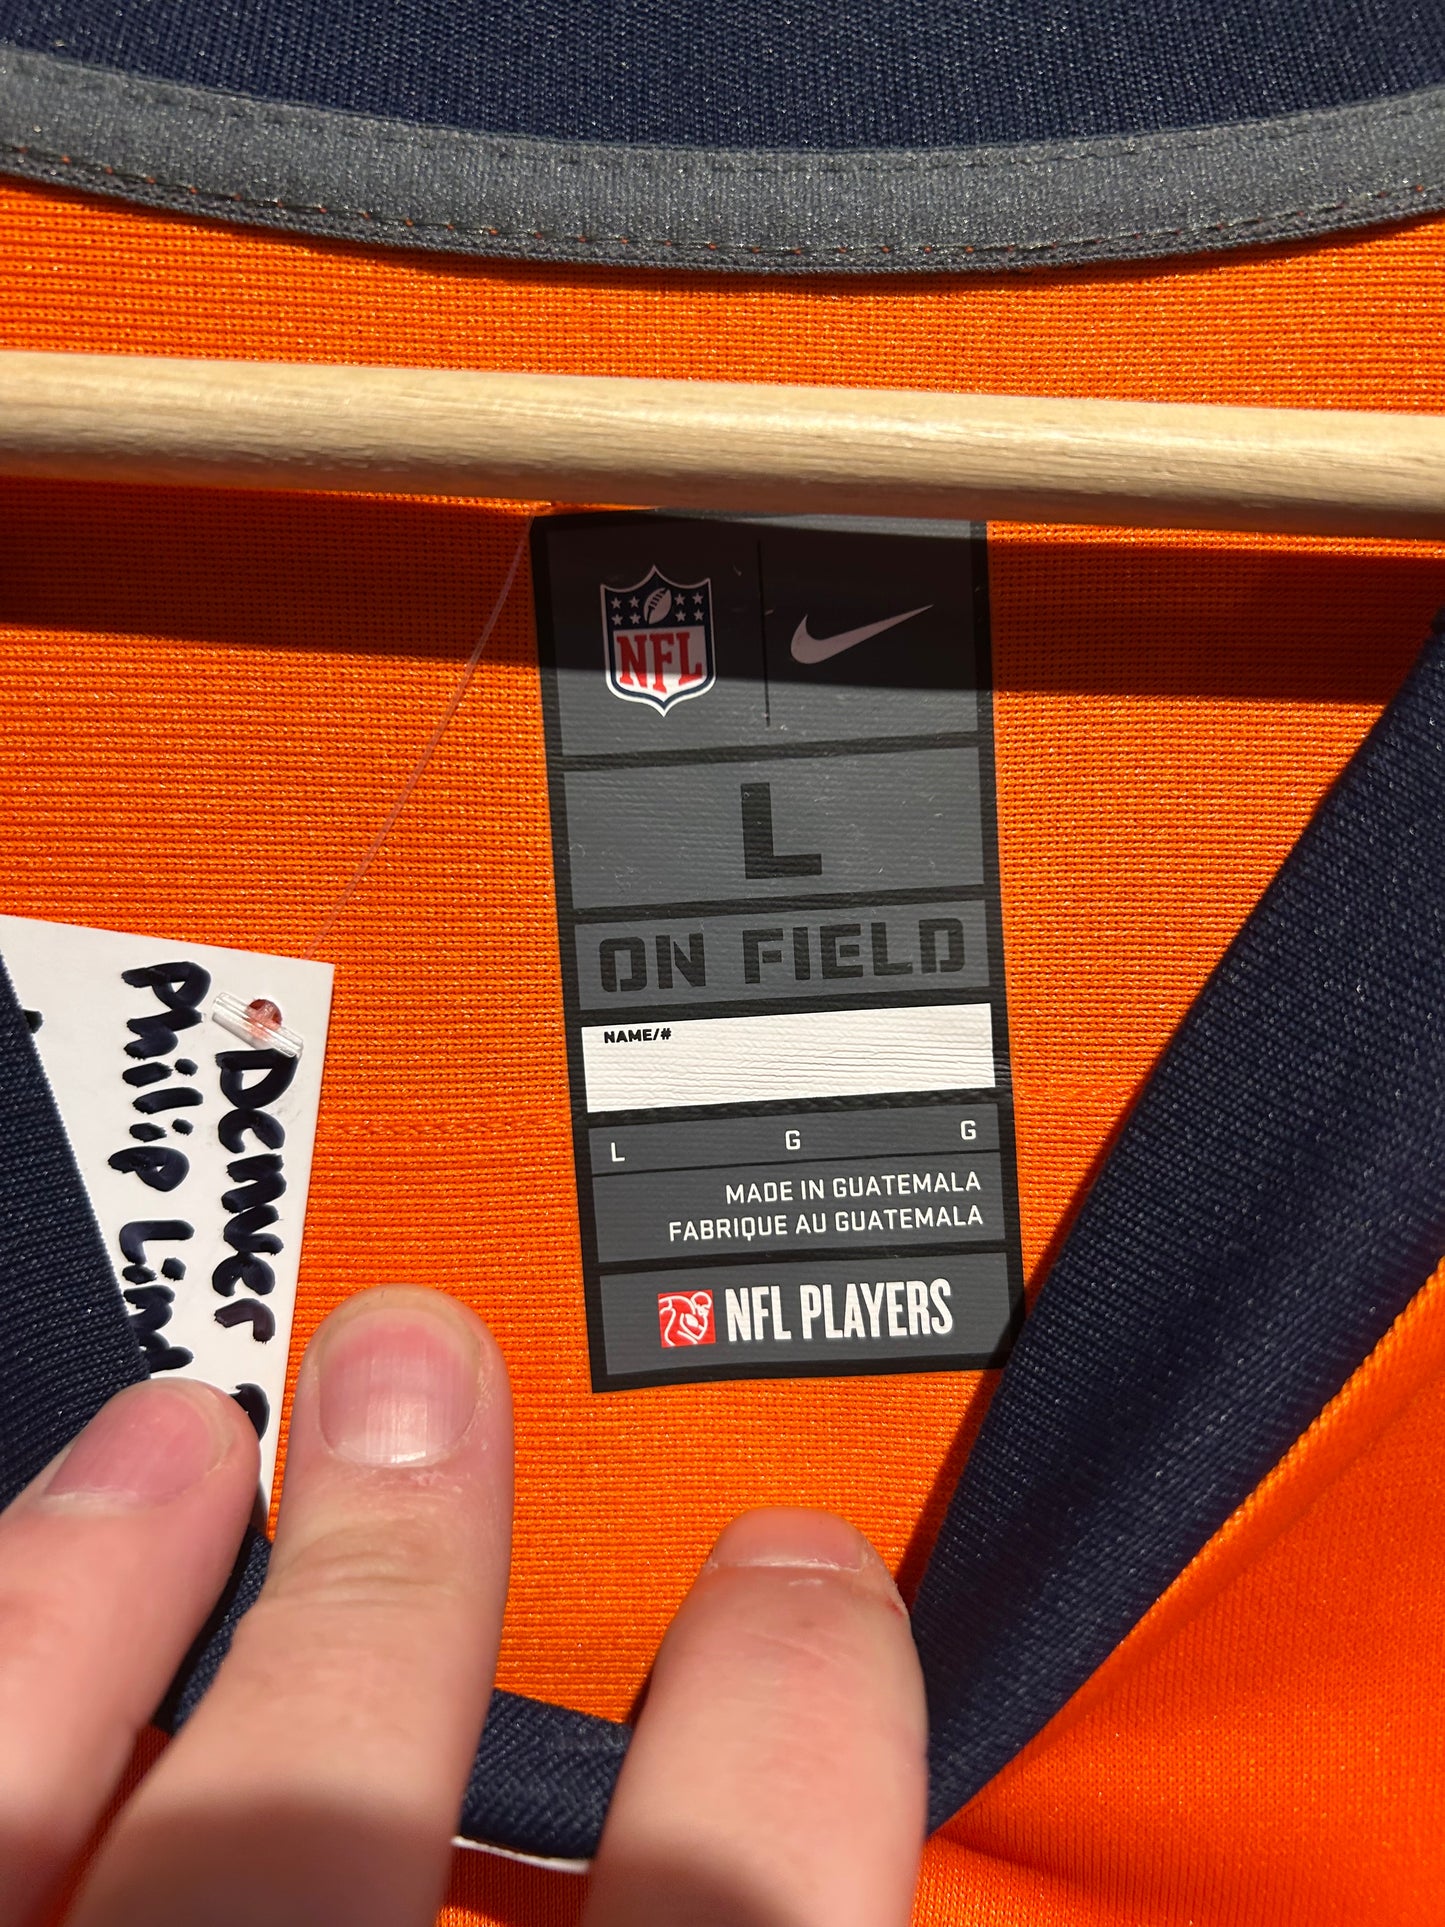 NFL
L
ON FIELD
NAME/#
L G G
MADE IN GUATEMALA
FABRIQUE AU GUATEMALA
NFL PLAYERS
Denver
Phillip